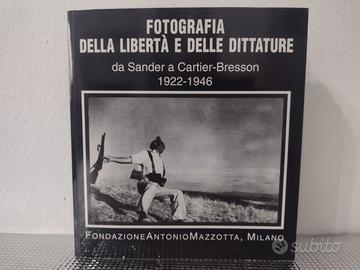 FOTOGRAFIA
DELLA LIBERTÀ E DELLE DITTATURE
da Sander a Cartier-Bresson
1922-1946
FONDAZIONEANTONIOMAZZOTTA, MILANO
subito